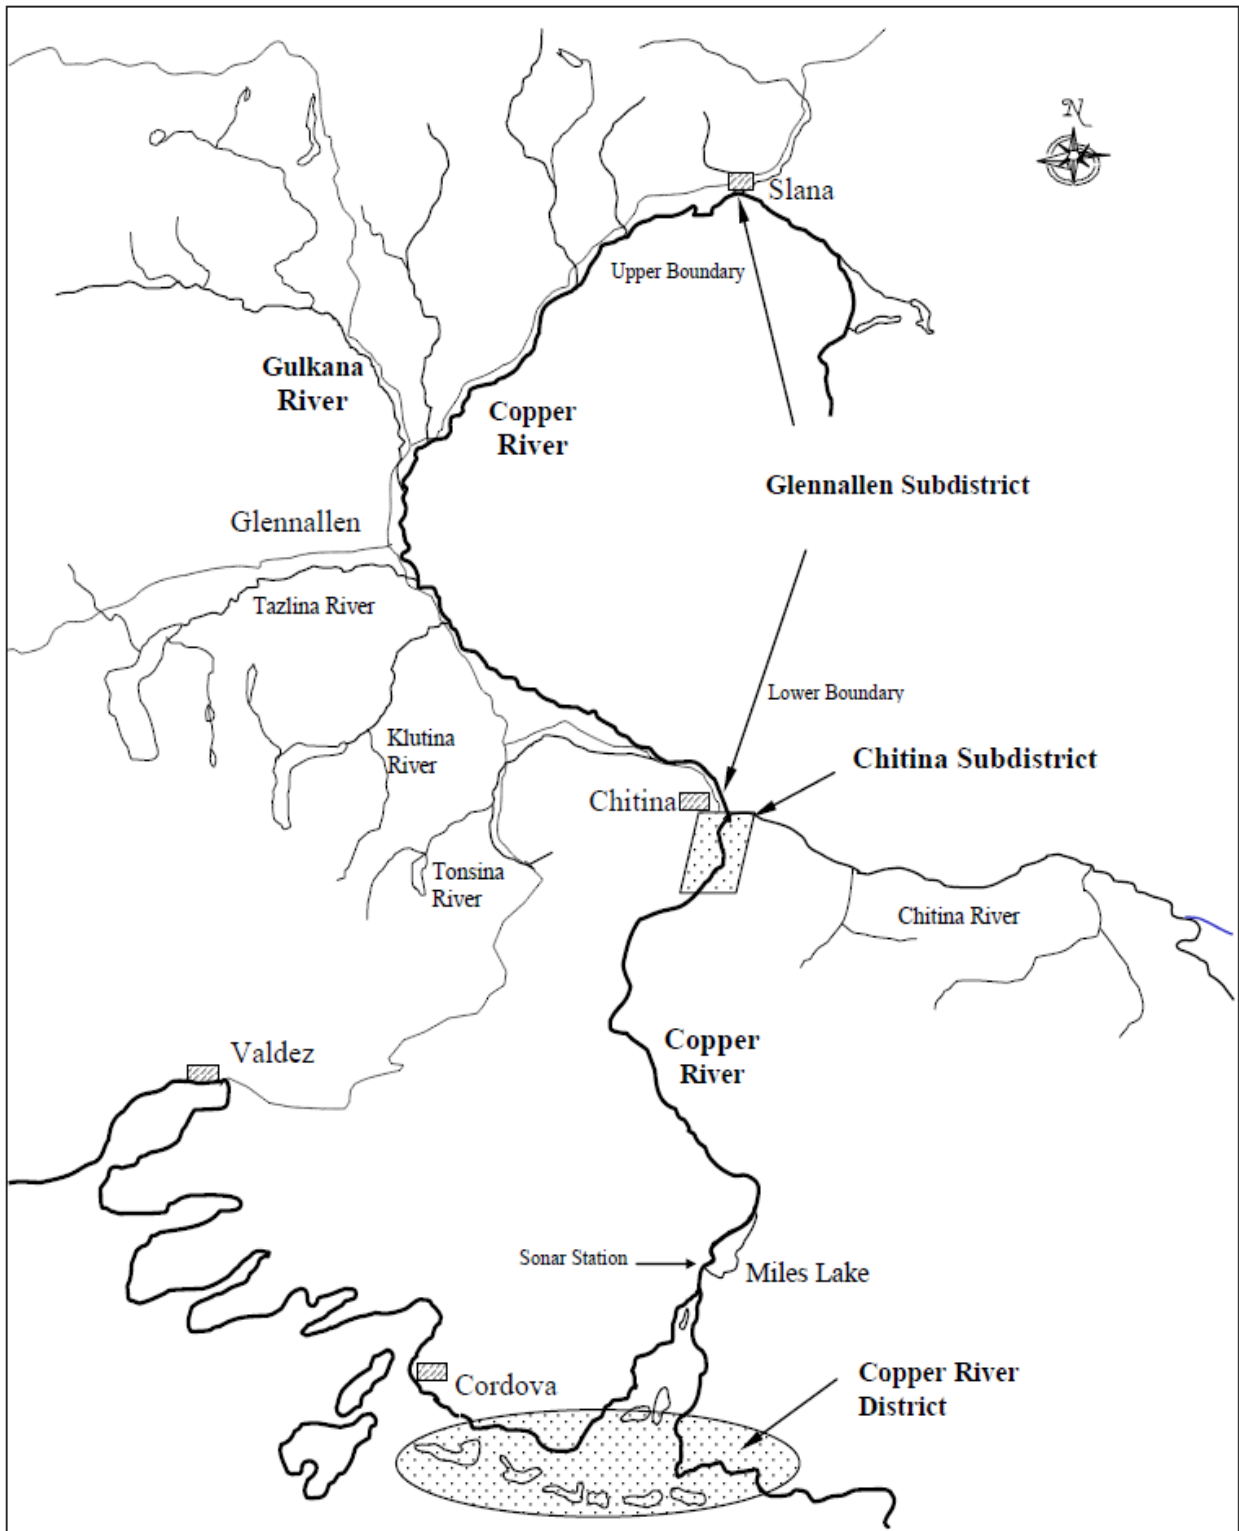 N
Slana
Upper Boundary
Gulkana
River
Copper
River
Glennallen Subdistrict
Glennallen
Tazlina River
Lower Boundary
Klutina
River
Chitina Subdistrict
Chitina
Tonsina
River
Chitina River
Copper
River
Valdez
Sonar Station
Miles Lake
Copper River
District
Cordova